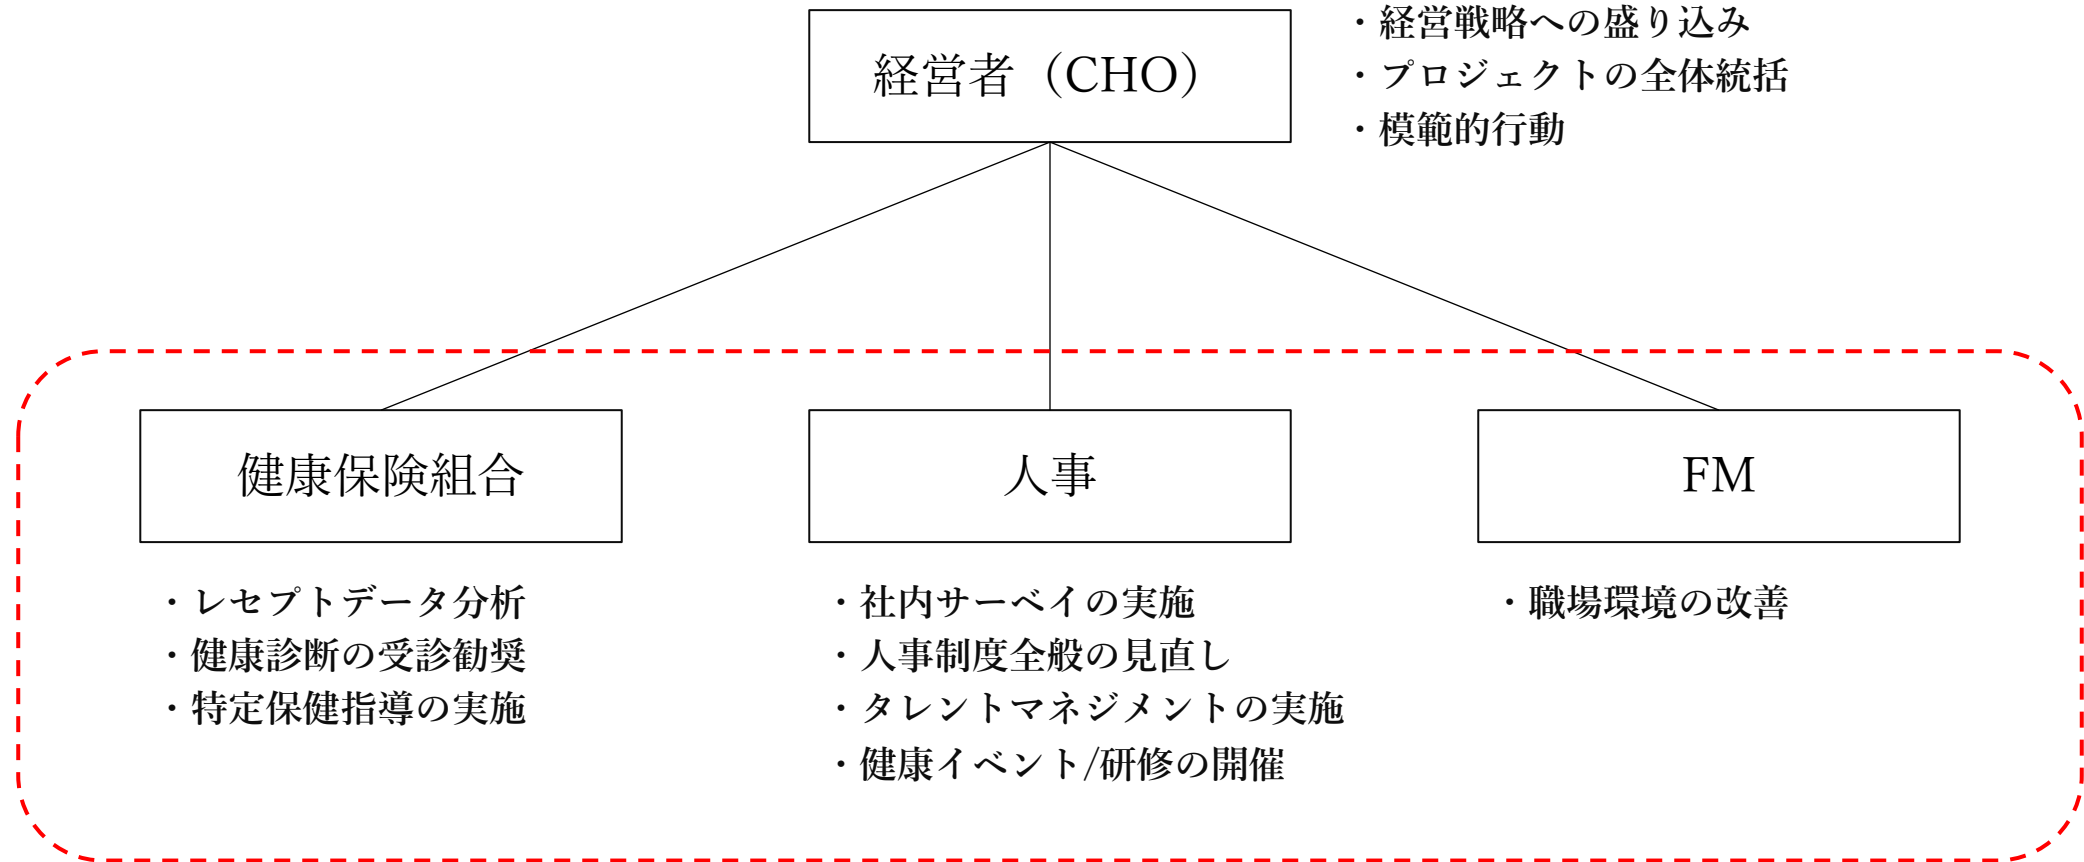 経営者（CHO）
・経営戦略への盛り込み
・プロジェクトの全体統括
・模範的行動
健康保険組合
・レセプトデータ分析
・健康診断の受診勧奨
・特定保健指導の実施
人事
・社内サーベイの実施
・人事制度全般の見直し
・タレントマネジメントの実施
・健康イベント/研修の開催
FM
・職場環境の改善